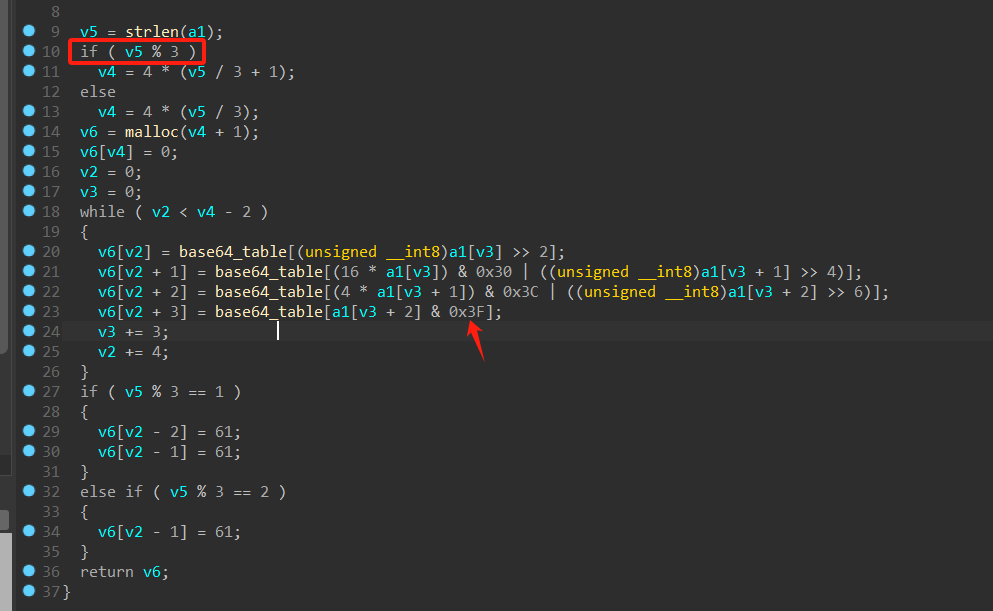 8
9 v5 = strlen(a1);
10 if ( v5 % 3 )
11 v4 = 4 * (v5 / 3 + 1);
12 else
13 v4 = 4 * (v5 / 3);
14 v6 = malloc(v4 + 1);
15 v6[v4] = 0;
16 v2 = 0;
17 v3 = 0;
18 while ( v2 < v4 - 2 )
19 {
20 v6[v2] = base64_table[(unsigned __int8)a1[v3] >> 2];
21 v6[v2 + 1] = base64_table[(16 * a1[v3]) & 0x30 | ((unsigned __int8)a1[v3 + 1] >> 4)];
22 v6[v2 + 2] = base64_table[(4 * a1[v3 + 1]) & 0x3C | ((unsigned __int8)a1[v3 + 2] >> 6)];
23 v6[v2 + 3] = base64_table[a1[v3 + 2] & 0x3F];
24 v3 += 3;
25 v2 += 4;
26 }
27 if ( v5 % 3 == 1 )
28 {
29 v6[v2 - 2] = 61;
30 v6[v2 - 1] = 61;
31 }
32 else if ( v5 % 3 == 2 )
33 {
34 v6[v2 - 1] = 61;
35 }
36 return v6;
37 }